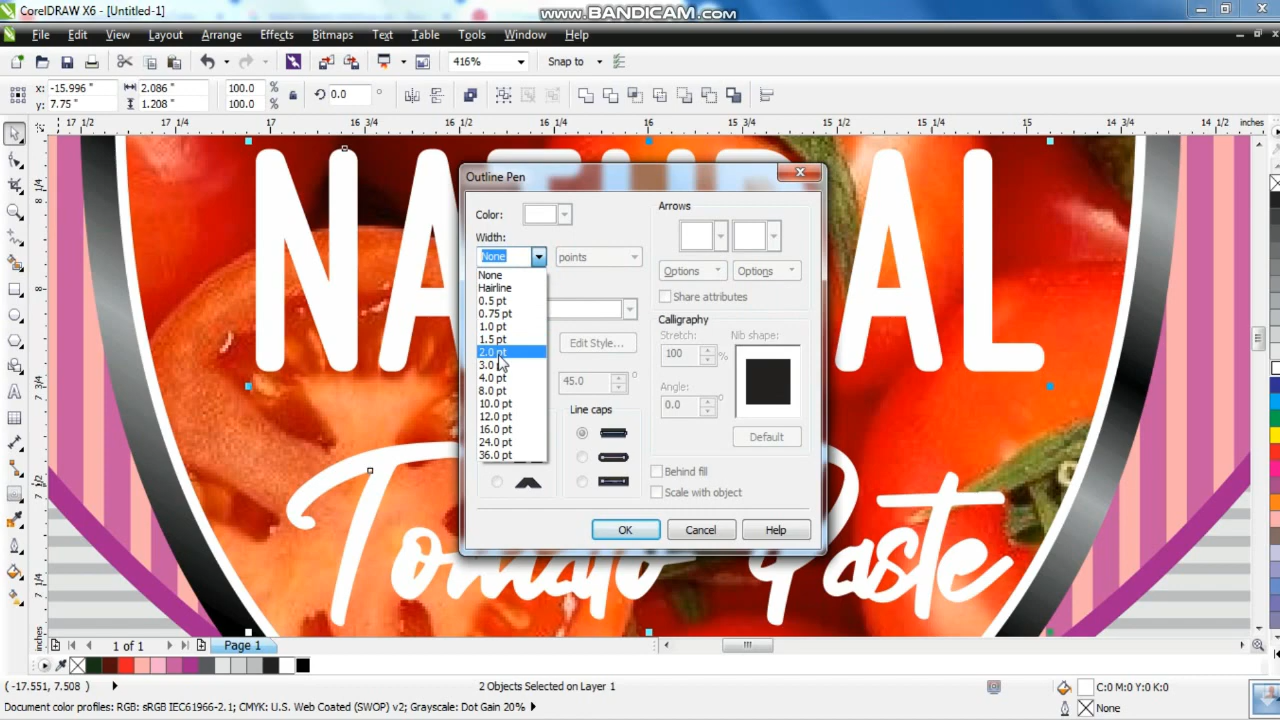 CorelDRAW X6 - [Untitled-1]
www.BANDICAM.com
File Edit View Layout Arrange Effects Bitmaps Text Table Tools Window Help
416% Snap to
x: -15.996 " 2.086 " 100.0 % 0.0 °
y: 7.75 " 1.208 " 100.0 %
17 1/2 17 1/4 17 16 3/4 16 1/2 16 1/4 16 15 3/4 15 1/2 15 1/4 15 14 3/4 14 1/2 inches
NATURAL
Tomato Paste
Outline Pen
Color:
Width:
None points
None
Hairline
0.5 pt
0.75 pt
1.0 pt
1.5 pt
2.0 pt
3.0 pt
4.0 pt
8.0 pt
10.0 pt
12.0 pt
16.0 pt
24.0 pt
36.0 pt
Edit Style...
45.0 °
Line caps
Arrows
Options Options
Share attributes
Calligraphy
Stretch: Nib shape:
100 %
Angle:
0.0 °
Default
Behind fill
Scale with object
OK Cancel Help
inches
1 of 1 Page 1
(-17.551, 7.508 ) 2 Objects Selected on Layer 1 C:0 M:0 Y:0 K:0
Document color profiles: RGB: sRGB IEC61966-2.1; CMYK: U.S. Web Coated (SWOP) v2; Grayscale: Dot Gain 20% None